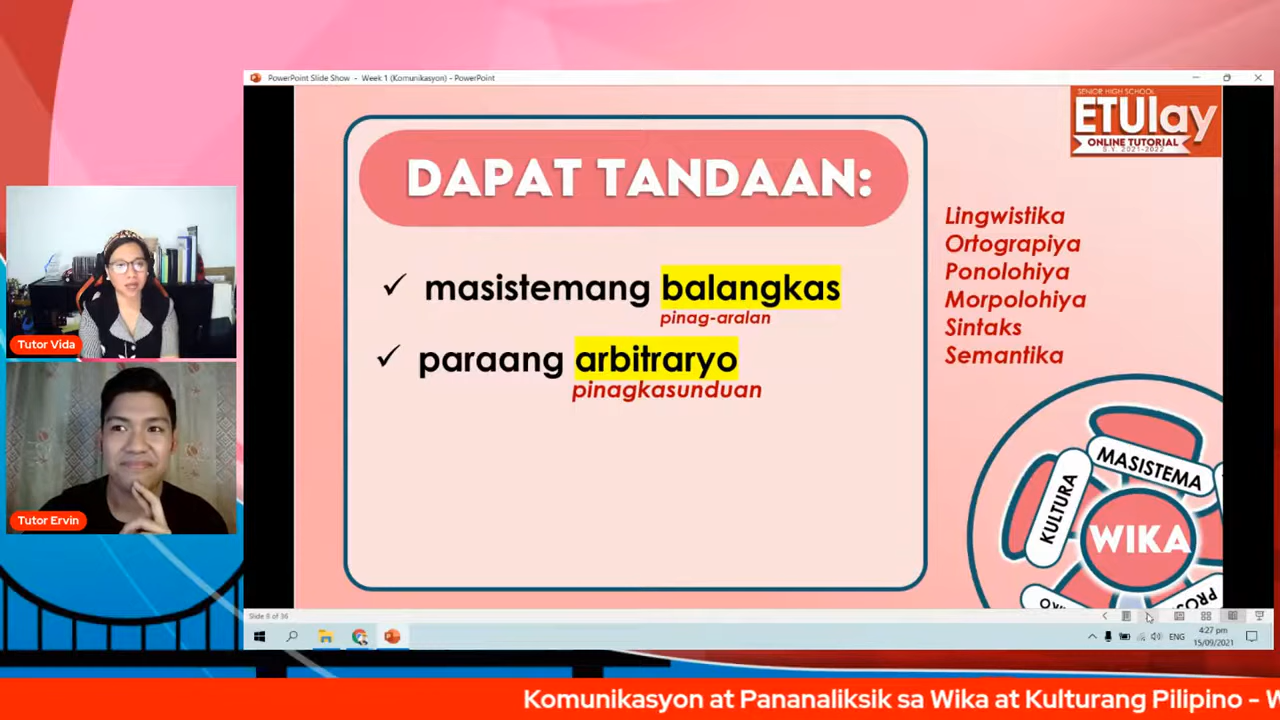 PowerPoint Slide Show - Week 1 (Komunikasyon) - PowerPoint
SENIOR HIGH SCHOOL
ETULay
ONLINE TUTORIAL
S.Y. 2021-2022
DAPAT TANDAAN:
masistemang balangkas
pinag-aralan
paraang arbitraryo
pinagkasunduan
Lingwistika
Ortograpiya
Ponolohiya
Morpolohiya
Sintaks
Semantika
MASISTEMA
KULTURA
WIKA
Tutor Vida
Tutor Ervin
Slide 8 of 36
ENG
4:27 pm
15/09/2021
Komunikasyon at Pananaliksik sa Wika at Kulturang Pilipino - W